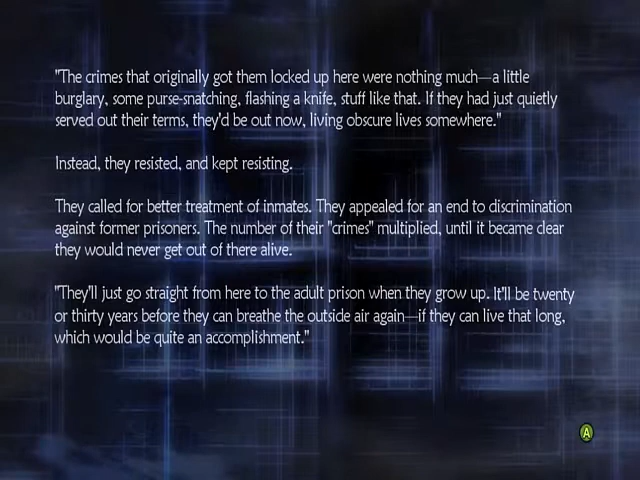 "The crimes that originally got them locked up here were nothing much—a little
burglary, some purse-snatching, flashing a knife, stuff like that. If they had just quietly
served out their terms, they'd be out now, living obscure lives somewhere."
Instead, they resisted, and kept resisting.
They called for better treatment of inmates. They appealed for an end to discrimination
against former prisoners. The number of their "crimes" multiplied, until it became clear
they would never get out of there alive.
"They'll just go straight from here to the adult prison when they grow up. It'll be twenty
or thirty years before they can breathe the outside air again—if they can live that long,
which would be quite an accomplishment."
A